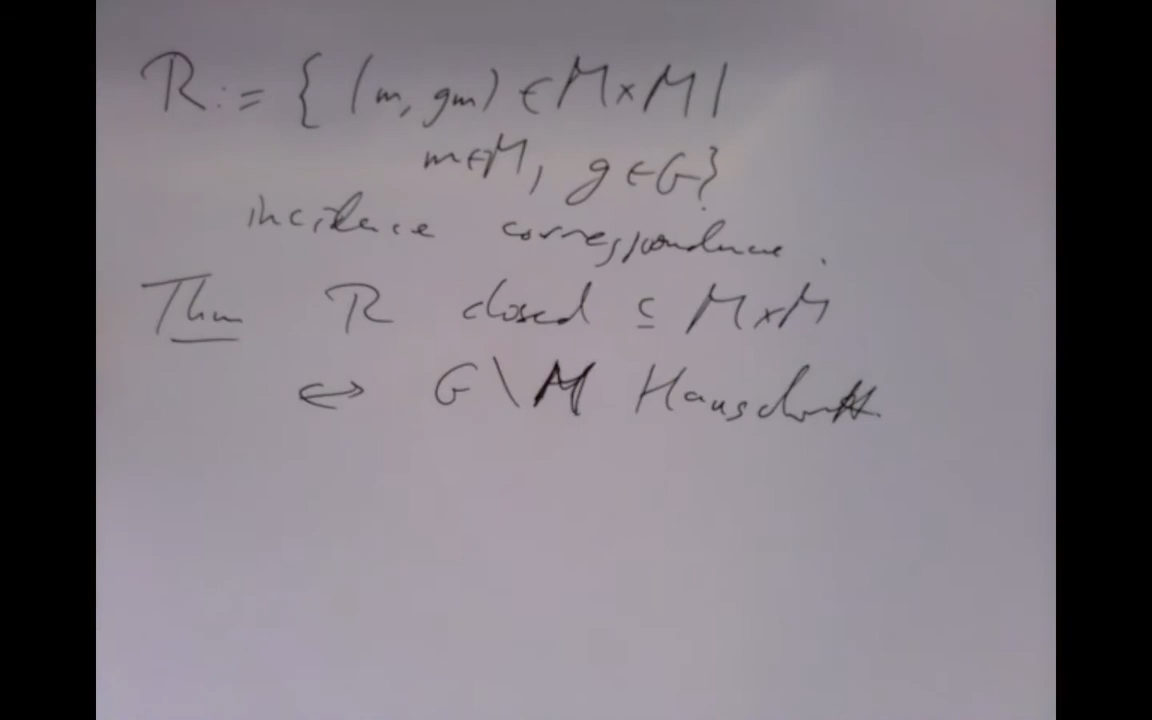 R := { (m, gm) ∈ M × M |
m ∈ M, g ∈ G }
incidence correspondence.
Thm R closed ⊆ M × M
⇔ G \ M Hausdorff.